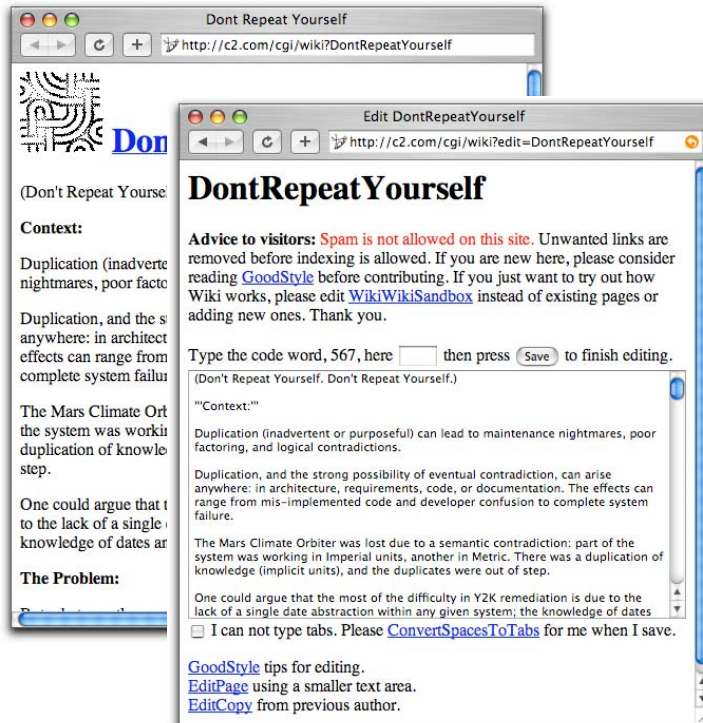 Dont Repeat Yourself
http://c2.com/cgi/wiki?DontRepeatYourself
Don
(Don't Repeat Yourse
Context:
Duplication (inadverte
nightmares, poor facto
Duplication, and the s
anywhere: in architect
effects can range from
complete system failu
The Mars Climate Or
the system was worki
duplication of knowle
step.
One could argue that t
to the lack of a single
knowledge of dates a
The Problem:
Edit DontRepeatYourself
http://c2.com/cgi/wiki?edit=DontRepeatYourself
DontRepeatYourself
Advice to visitors: Spam is not allowed on this site. Unwanted links are
removed before indexing is allowed. If you are new here, please consider
reading GoodStyle before contributing. If you just want to try out how
Wiki works, please edit WikiWikiSandbox instead of existing pages or
adding new ones. Thank you.
Type the code word, 567, here then press Save to finish editing.
(Don't Repeat Yourself. Don't Repeat Yourself.)
'''Context:'''
Duplication (inadvertent or purposeful) can lead to maintenance nightmares, poor
factoring, and logical contradictions.
Duplication, and the strong possibility of eventual contradiction, can arise
anywhere: in architecture, requirements, code, or documentation. The effects can
range from mis-implemented code and developer confusion to complete system
failure.
The Mars Climate Orbiter was lost due to a semantic contradiction: part of the
system was working in Imperial units, another in Metric. There was a duplication of
knowledge (implicit units), and the duplicates were out of step.
One could argue that the most of the difficulty in Y2K remediation is due to the
lack of a single date abstraction within any given system; the knowledge of dates
I can not type tabs. Please ConvertSpacesToTabs for me when I save.
GoodStyle tips for editing.
EditPage using a smaller text area.
EditCopy from previous author.